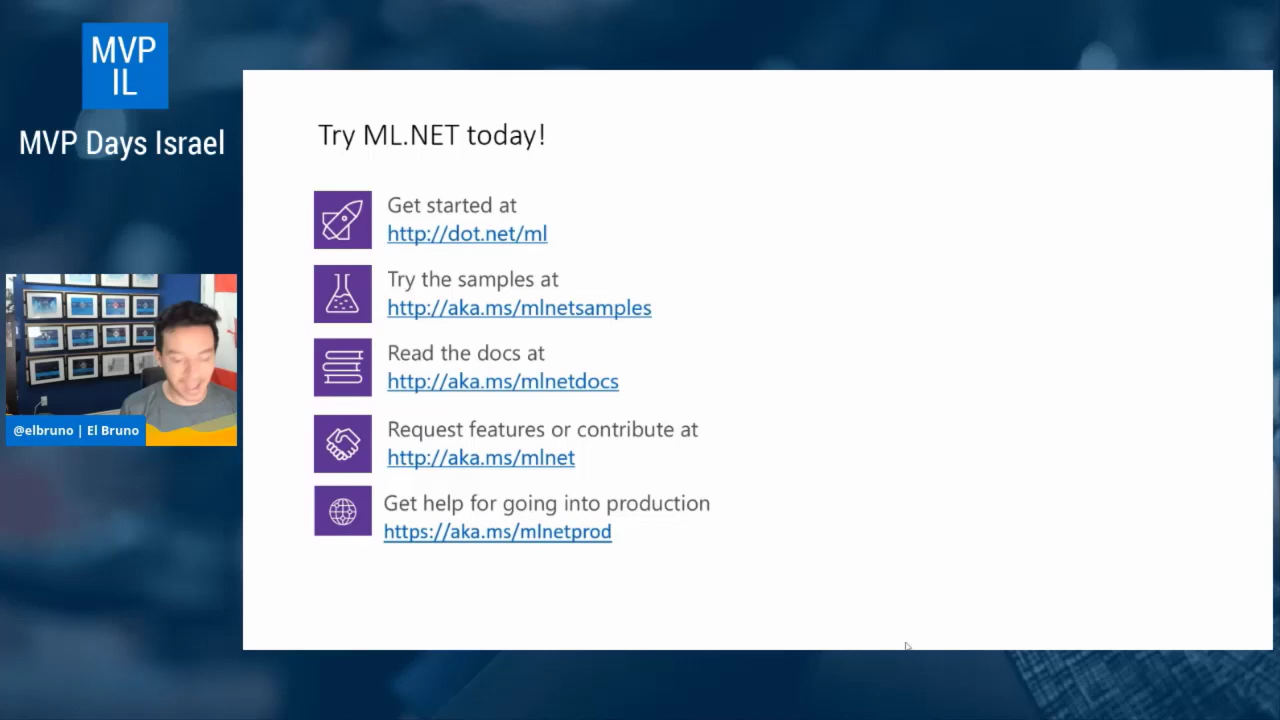 MVP
IL
MVP Days Israel
Try ML.NET today!
Get started at
http://dot.net/ml
Try the samples at
http://aka.ms/mlnetsamples
Read the docs at
http://aka.ms/mlnetdocs
Request features or contribute at
http://aka.ms/mlnet
Get help for going into production
https://aka.ms/mlnetprod
@elbruno | El Bruno